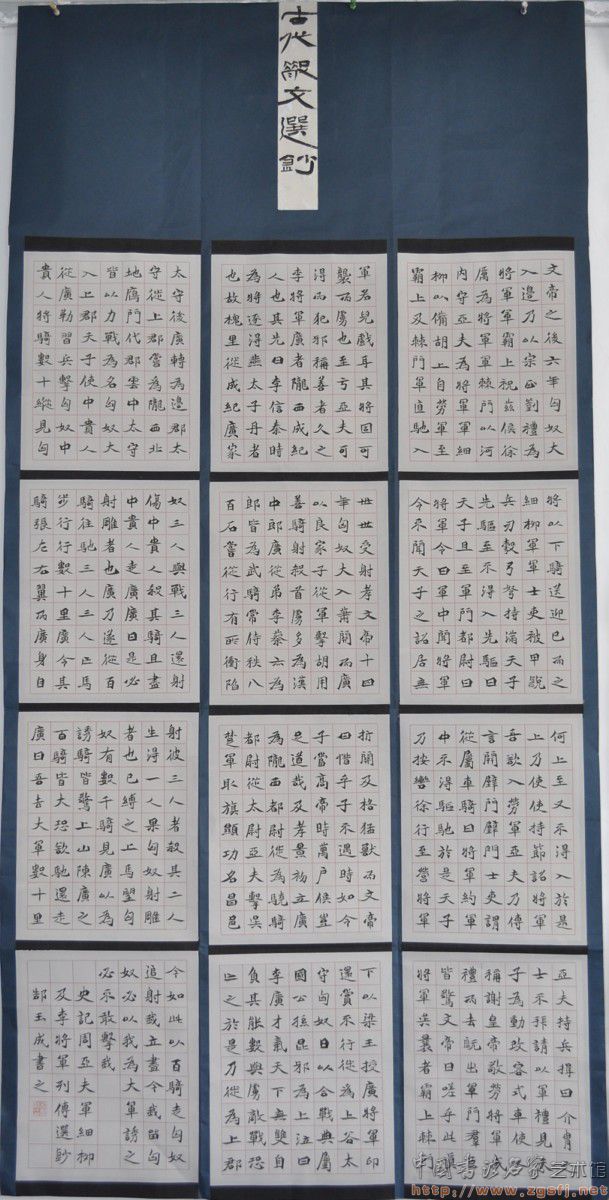 古代散文選鈔
文帝之後六年匈奴大
入邊乃以宗正劉禮為
將軍軍霸上祝茲侯徐
厲為將軍軍棘門以河
內守亞夫為將軍軍細
柳以備胡上自勞軍至
霸上及棘門軍直馳入
將以下騎送迎已而之
細柳軍軍士吏被甲銳
兵刃彀弓弩持滿天子
先驅至不得入先驅曰
天子且至軍門都尉曰
將軍令曰軍中聞將軍
令不聞天子之詔居無
何上至又不得入於是
上乃使使持節詔將軍
吾欲入勞軍亞夫乃傳
言開壁門壁門士吏謂
從屬車騎曰將軍約軍
中不得驅馳於是天子
乃按轡徐行至營將軍
亞夫持兵揖曰介胄之
士不拜請以軍禮見天
子為動改容式車使人
稱謝皇帝敬勞將軍成
禮而去既出軍門羣臣
皆驚文帝曰嗟乎此真
將軍矣曩者霸上棘門
軍若兒戲耳其將固可
襲而虜也至于亞夫可
得而犯邪稱善者久之
李將軍廣者隴西成紀
人也其先曰李信秦時
為將逐得燕太子丹者
也故槐里徙成紀廣家
世世受射孝文帝十四
年匈奴大入蕭關而廣
以良家子從軍擊胡用
善騎射殺首虜多為漢
中郎廣從弟李蔡亦為
郎皆為武騎常侍秩八
百石嘗從行有所衝陷
折關及格猛獸而文帝
曰惜乎子不遇時如令
子當高帝時萬戶侯豈
足道哉及孝景初立廣
為隴西都尉徙為驍騎
都尉從太尉亞夫擊吳
楚軍取旗顯功名昌邑
下以梁王授廣將軍印
還賞不行徙為上谷太
守匈奴日以合戰典屬
國公孫昆邪為上泣曰
李廣才氣天下無雙自
負其能數與虜敵戰恐
亡之於是乃徙為上郡
太守後廣轉為邊郡太
守徙上郡嘗為隴西北
地鴈門代郡雲中太守
皆以力戰為名匈奴大
入上郡天子使中貴人
從廣勒習兵擊匈奴中
貴人將騎數十縱見匈
奴三人與戰三人還射
傷中貴人殺其騎且盡
中貴人走廣廣曰是必
射雕者也廣乃遂從百
騎往馳三人三人亡馬
步行行數十里廣令其
騎張左右翼而廣身自
射彼三人者殺其二人
生得一人果匈奴射雕
者也已縛之上馬望匈
奴有數千騎見廣以為
誘騎皆驚上山陳廣之
百騎皆大恐欲馳還走
廣曰吾去大軍數十里
今如此以百騎走匈奴
追射我立盡今我留匈
奴必以我為大軍誘之
必不敢擊我
史記周亞夫軍細柳
及李將軍列傳選鈔
郜玉成書之
中国书法名家艺术馆
http://www.zgsfj.net